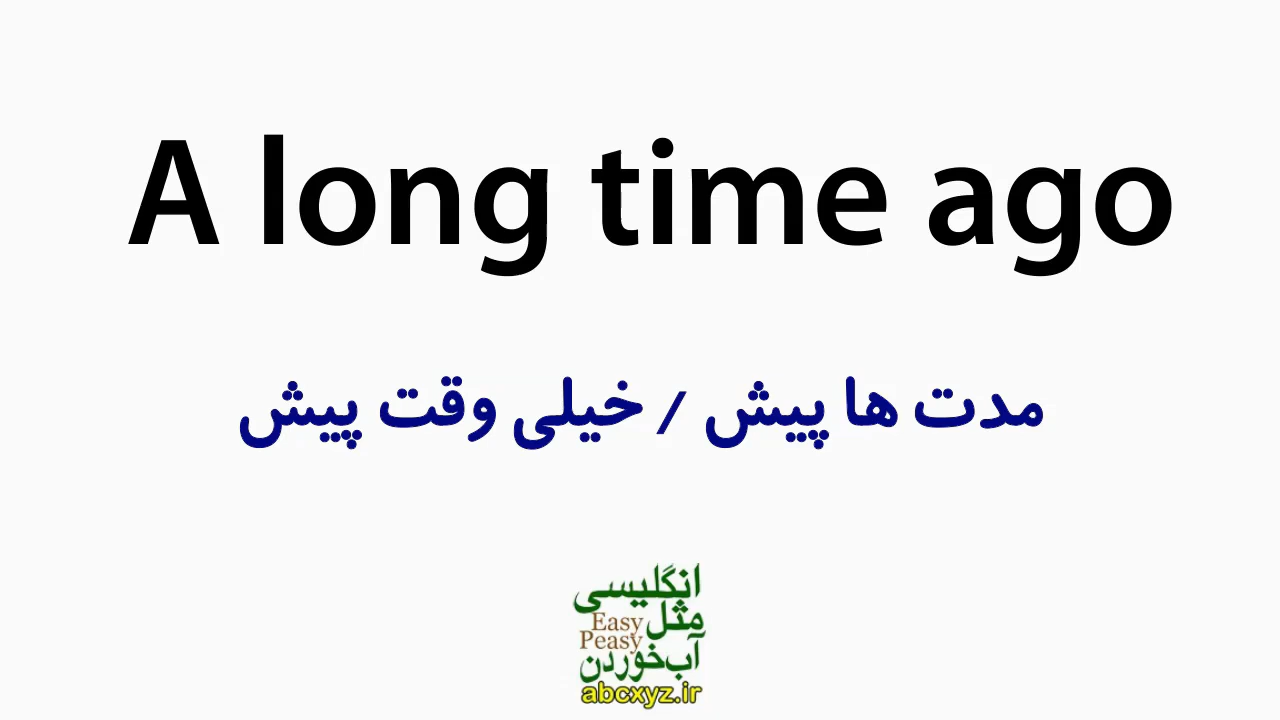 A long time ago
مدت ها پیش / خیلی وقت پیش
انگلیسی
مثل
Easy
Peasy
آب‌خوردن
abcxyz.ir